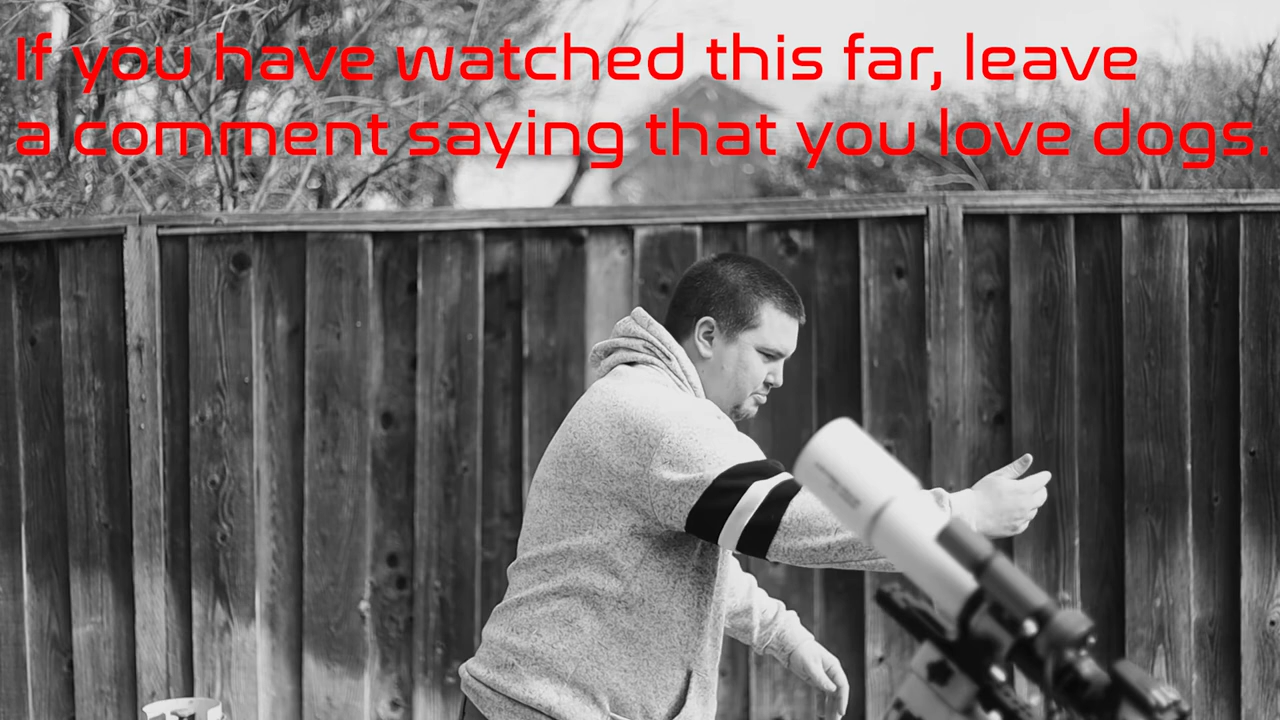 If you have watched this far, leave
a comment saying that you love dogs.